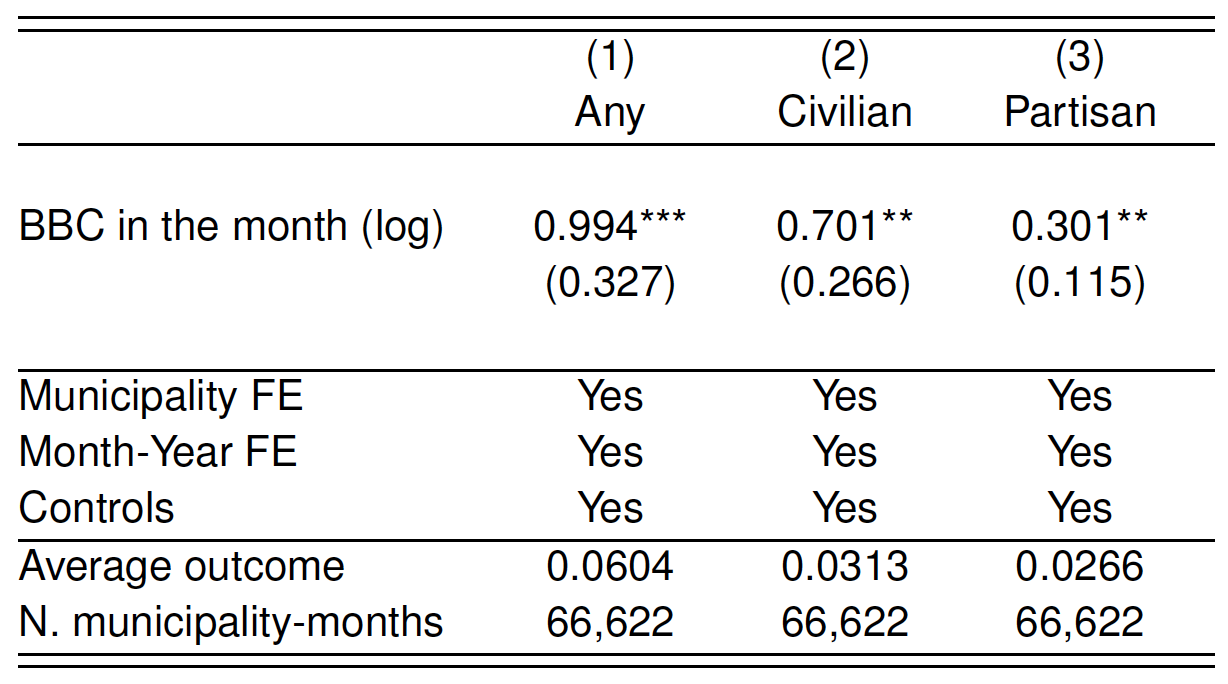 (1) (2) (3)
Any Civilian Partisan
BBC in the month (log) 0.994*** 0.701** 0.301**
(0.327) (0.266) (0.115)
Municipality FE Yes Yes Yes
Month-Year FE Yes Yes Yes
Controls Yes Yes Yes
Average outcome 0.0604 0.0313 0.0266
N. municipality-months 66,622 66,622 66,622